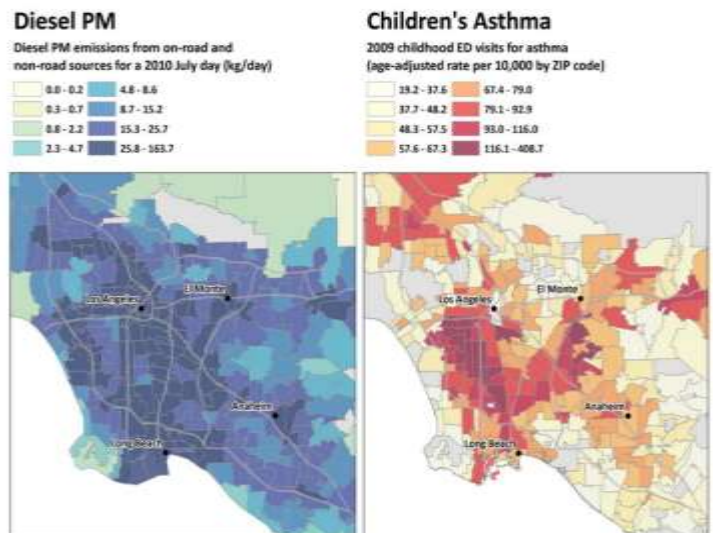 Diesel PM
Diesel PM emissions from on-road and
non-road sources for a 2010 July day (kg/day)
0.0 - 0.2
4.8 - 8.6
0.3 - 0.7
8.7 - 15.2
0.8 - 2.2
15.3 - 25.7
2.3 - 4.7
25.8 - 163.7
Los Angeles
El Monte
Anaheim
Long Beach
Children's Asthma
2009 childhood ED visits for asthma
(age-adjusted rate per 10,000 by ZIP code)
19.2 - 37.6
67.4 - 79.0
37.7 - 48.2
79.1 - 92.9
48.3 - 57.5
93.0 - 116.0
57.6 - 67.3
116.1 - 408.7
Los Angeles
El Monte
Anaheim
Long Beach